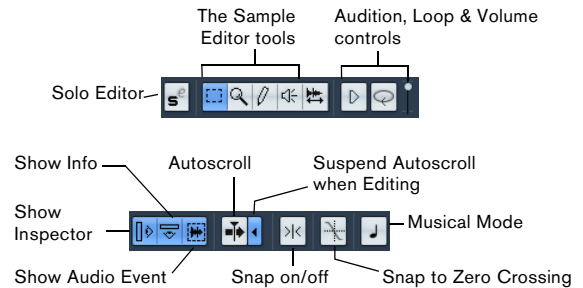 The Sample
Editor tools
Audition, Loop & Volume
controls
Solo Editor
Show Info
Autoscroll
Suspend Autoscroll
when Editing
Show
Inspector
Musical Mode
Show Audio Event
Snap on/off
Snap to Zero Crossing